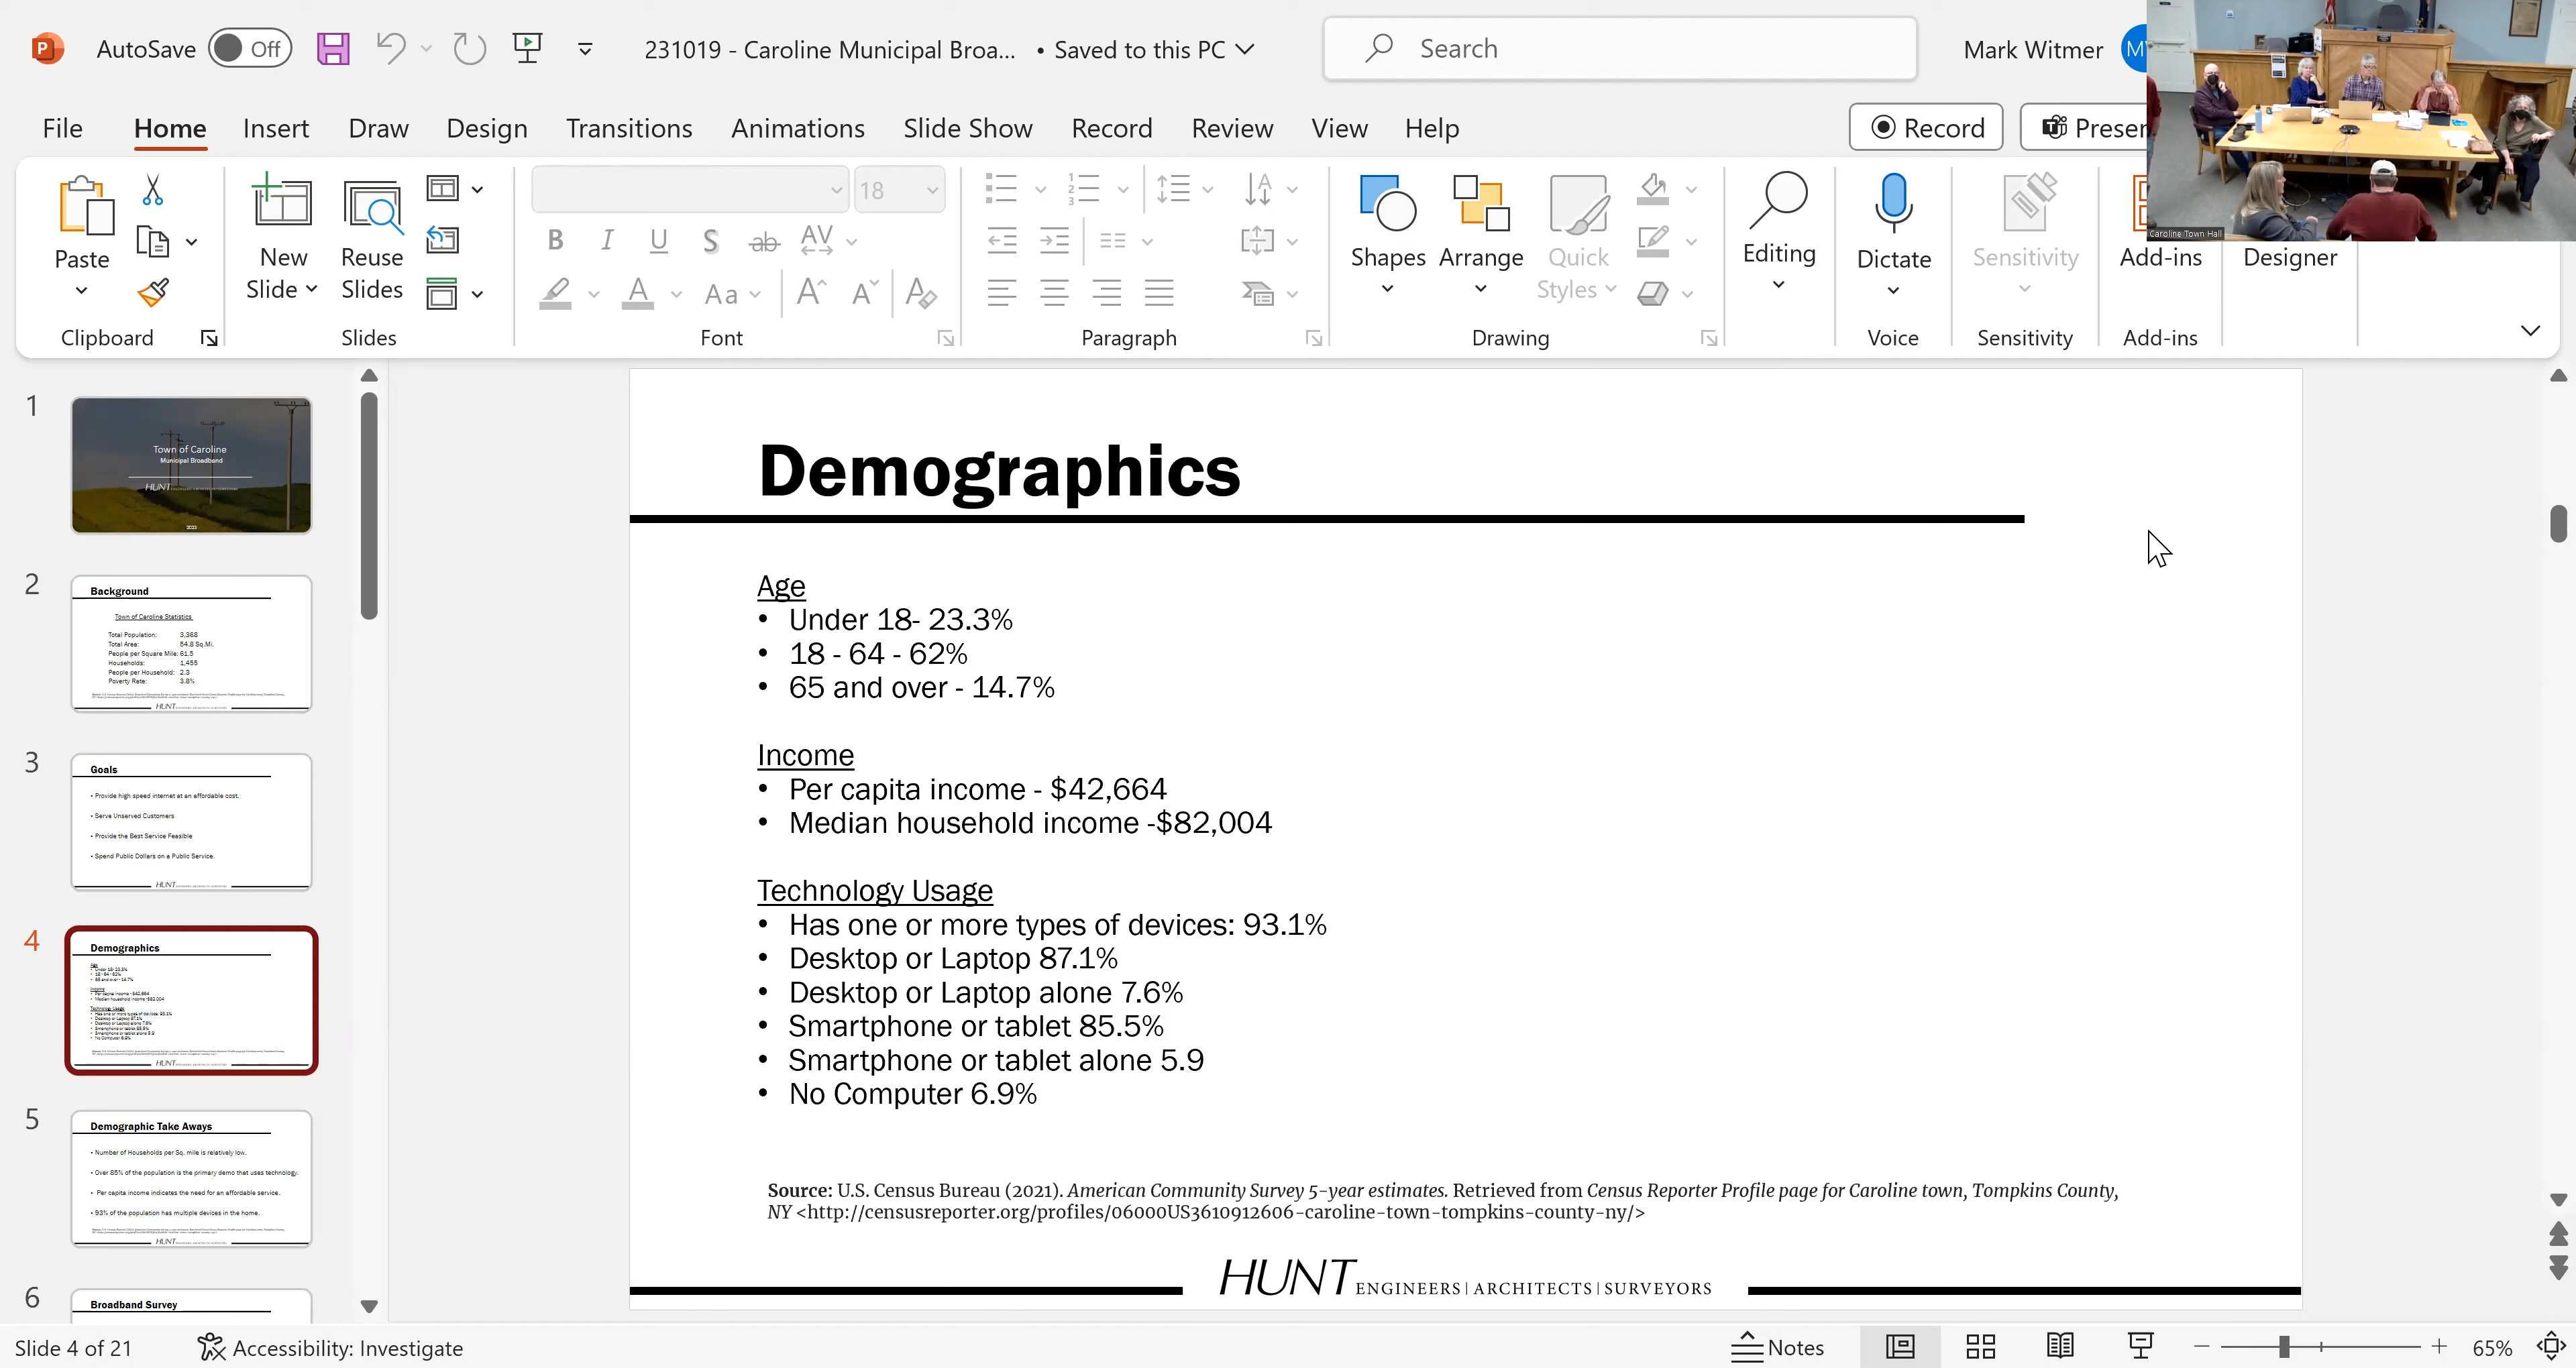 AutoSave Off 231019 - Caroline Municipal Broa... • Saved to this PC Search Mark Witmer
File Home Insert Draw Design Transitions Animations Slide Show Record Review View Help Record
Paste New Slide Reuse Slides 18 Shapes Arrange Quick Styles Editing Dictate Sensitivity Add-ins Designer
Clipboard Slides Font Paragraph Drawing Voice Sensitivity Add-ins
Caroline Town Hall
1
Town of Caroline
Municipal Broadband
HUNT
2023
2
Background
Town of Caroline Statistics
Total Population: 3,368
Total Area: 54.8 Sq.Mi.
People per Square Mile: 61.5
Households: 1,455
People per Household: 2.3
Poverty Rate: 3.8%
HUNT
3
Goals
• Provide high speed internet at an affordable cost.
• Serve Unserved Customers
• Provide the Best Service Feasible
• Spend Public Dollars on a Public Service.
HUNT
4
Demographics
HUNT
5
Demographic Take Aways
• Number of Households per Sq. mile is relatively low.
• Over 85% of the population is the primary demo that uses technology.
• Per capita income indicates the need for an affordable service.
• 93% of the population has multiple devices in the home.
HUNT
6
Broadband Survey
Demographics
Age
• Under 18- 23.3%
• 18 - 64 - 62%
• 65 and over - 14.7%
Income
• Per capita income - $42,664
• Median household income -$82,004
Technology Usage
• Has one or more types of devices: 93.1%
• Desktop or Laptop 87.1%
• Desktop or Laptop alone 7.6%
• Smartphone or tablet 85.5%
• Smartphone or tablet alone 5.9
• No Computer 6.9%
Source: U.S. Census Bureau (2021). American Community Survey 5-year estimates. Retrieved from Census Reporter Profile page for Caroline town, Tompkins County,
NY <http://censusreporter.org/profiles/06000US3610912606-caroline-town-tompkins-county-ny/>
HUNT ENGINEERS | ARCHITECTS | SURVEYORS
Slide 4 of 21 Accessibility: Investigate Notes 65%